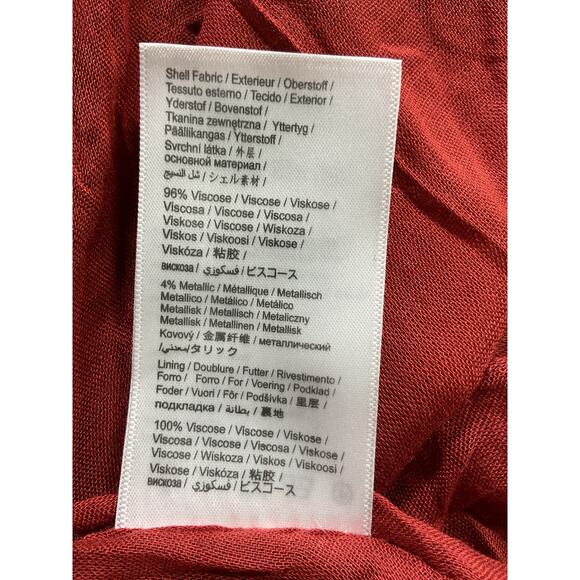 Shell Fabric / Exterieur / Oberstoff /
Tessuto esterno / Tecido / Exterior /
Yderstof / Bovenstof /
Tkanina zewnętrzna / Yttertyg /
Päällikangas / Ytterstoff /
Svrchní látka / 外层 /
основной материал /
شل النسيج / シェル素材 /
96% Viscose / Viscose / Viskose /
Viscosa / Viscose / Viscosa /
Viskose / Viscose / Wiskoza /
Viskos / Viskoosi / Viskose /
Viskóza / 粘胶 /
вискоза / فسكوزي / ビスコース
4% Metallic / Métallique / Metallisch
Metallico / Metálico / Metálico
Metallisk / Metallisch / Metaliczny
Metallisk / Metallinen / Metallisk
Kovový / 金属纤维 / металлический
/ معدني / タリック
Lining / Doublure / Futter / Rivestimento /
Forro / Forro / For / Voering / Podklad /
Foder / Vuori / Fôr / Podšívka / 里层 /
подкладка / بطانة / 裏地
100% Viscose / Viscose / Viskose /
Viscosa / Viscose / Viscosa / Viskose /
Viscose / Wiskoza / Viskos / Viskoosi /
Viskose / Viskóza / 粘胶 /
вискоза / فسكوزي / ビスコース